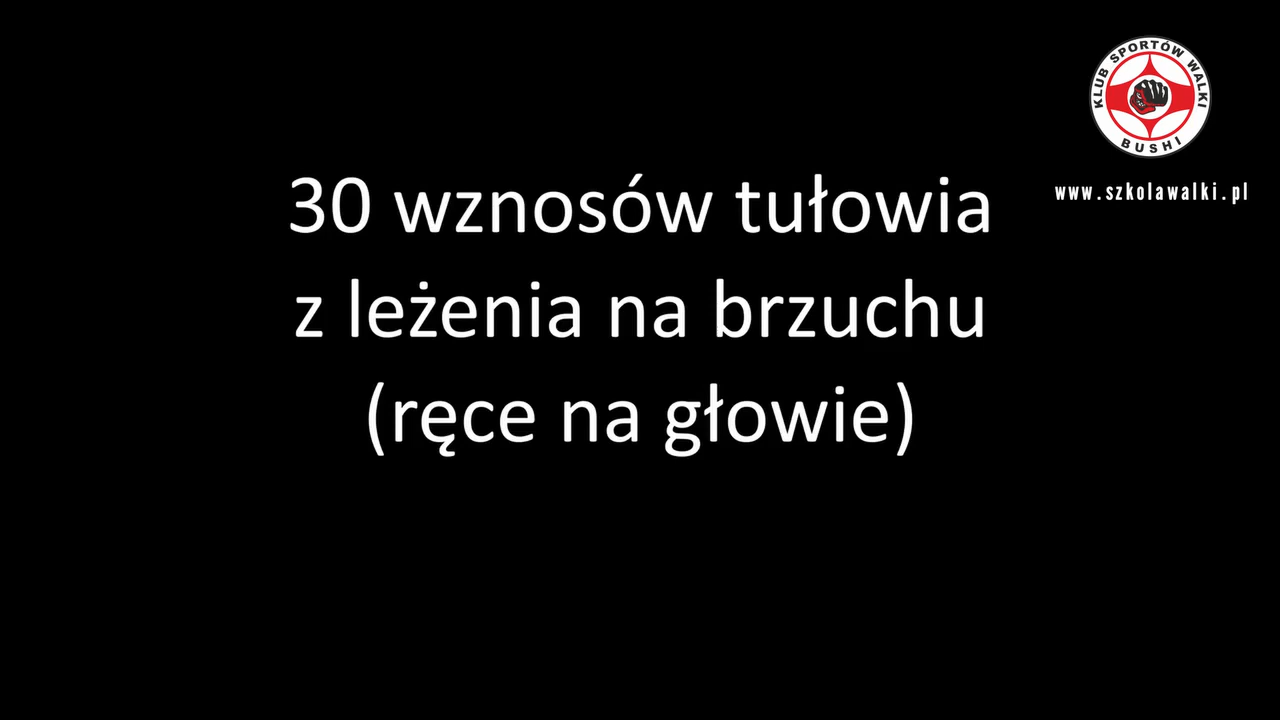 KLUB SPORTÓW WALKI
BUSHI
www.szkolawalki.pl
30 wznosów tułowia
z leżenia na brzuchu
(ręce na głowie)